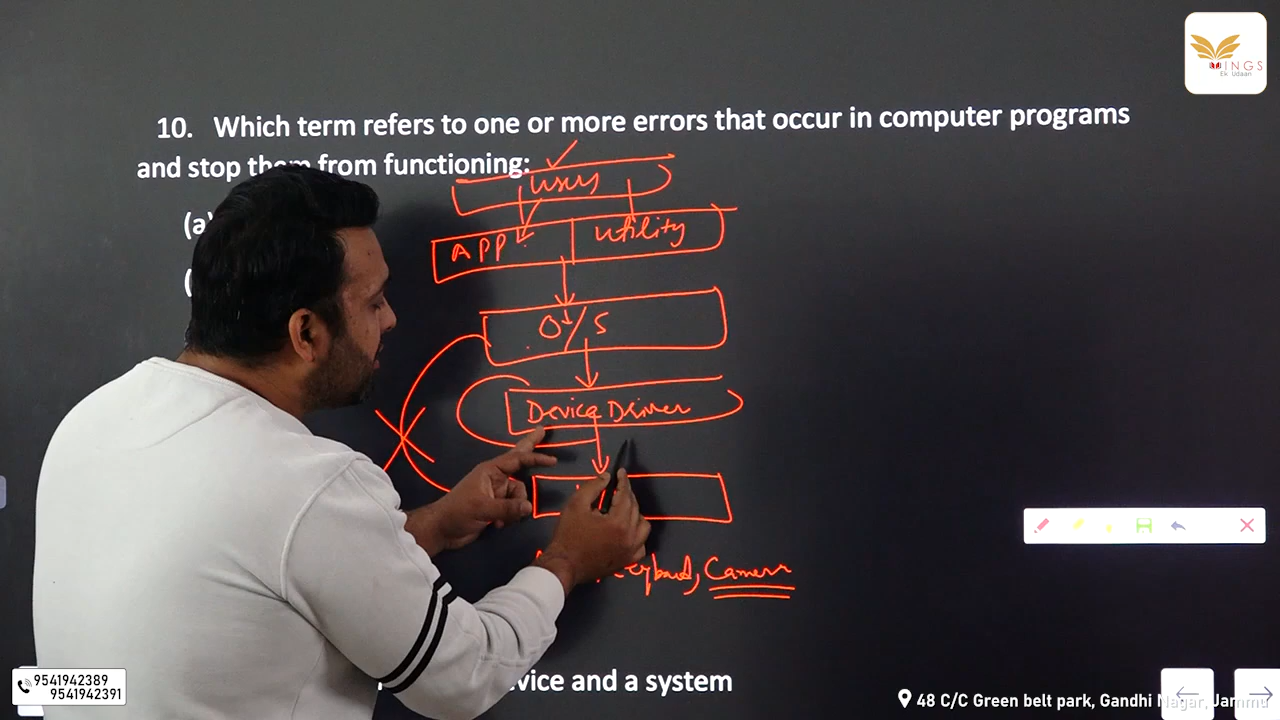 WINGS
Ek Udaan
10. Which term refers to one or more errors that occur in computer programs
and stop them from functioning:
users
(a)
APP utility
(
O/S
Device Driver
Camera
vice and a system
9541942389
9541942391
48 C/C Green belt park, Gandhi Nagar, Jammu